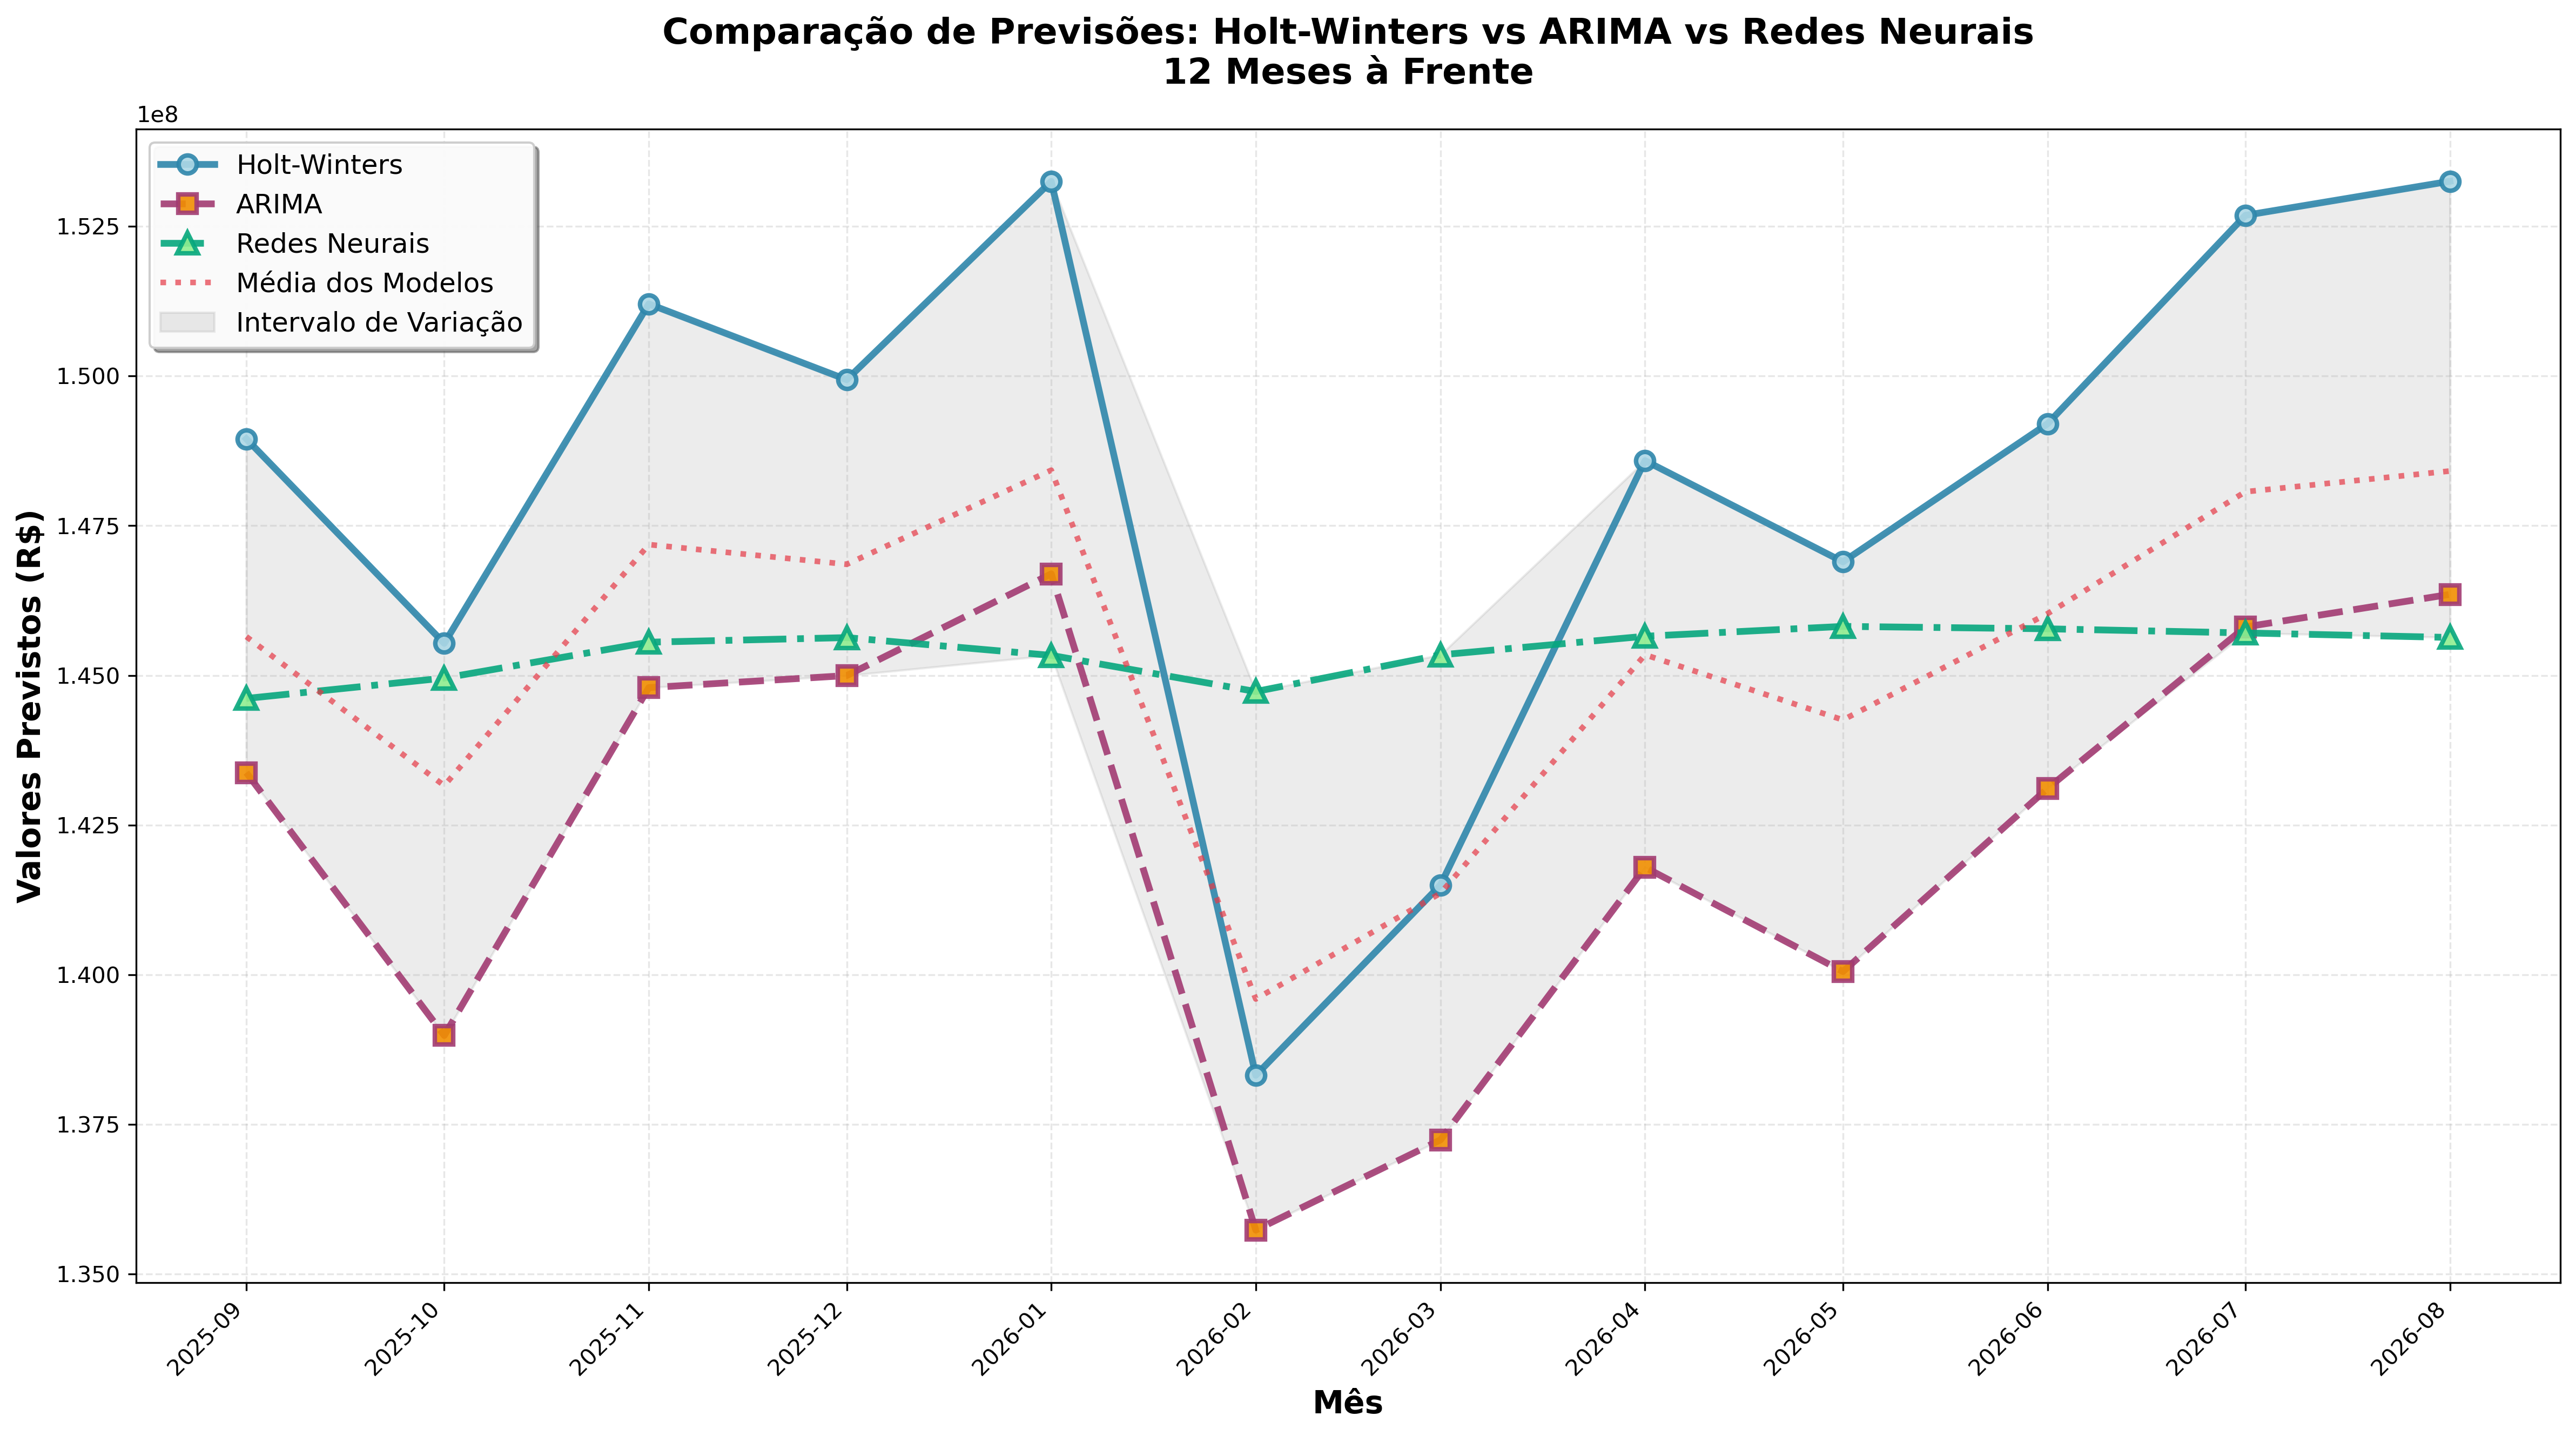 Comparação de Previsões: Holt-Winters vs ARIMA vs Redes Neurais
12 Meses à Frente
1e8
Holt-Winters
ARIMA
Redes Neurais
Média dos Modelos
Intervalo de Variação
Valores Previstos (R$)
1.525
1.500
1.475
1.450
1.425
1.400
1.375
1.350
2025-09
2025-10
2025-11
2025-12
2026-01
2026-02
2026-03
2026-04
2026-05
2026-06
2026-07
2026-08
Mês